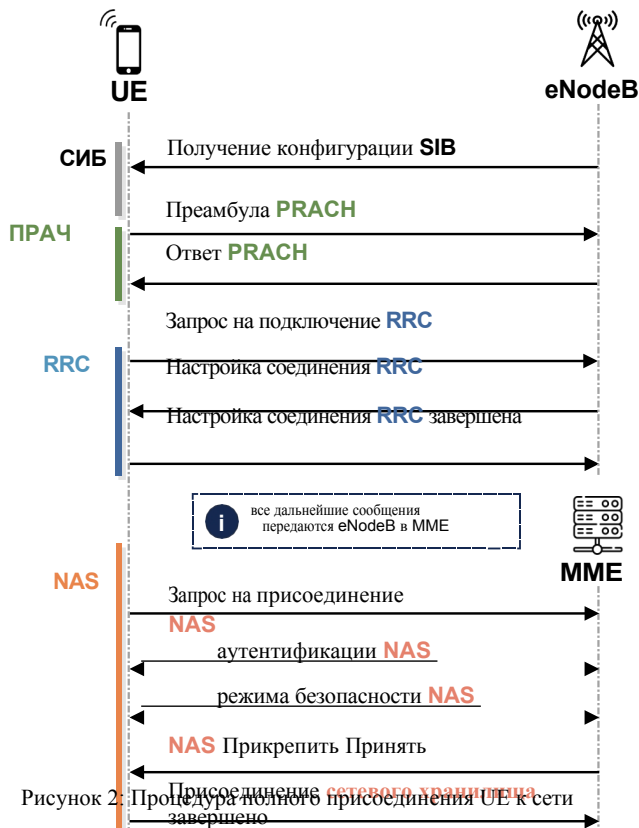 UE
eNodeB
СИБ
Получение конфигурации SIB
Преамбула PRACH
ПРАЧ
Ответ PRACH
Запрос на подключение RRC
RRC
Настройка соединения RRC
Настройка соединения RRC завершена
i
все дальнейшие сообщения
передаются eNodeB в MME
MME
NAS
Запрос на присоединение
NAS
аутентификации NAS
режима безопасности NAS
NAS Прикрепить Принять
Присоединение сетевого хранилища
Рисунок 2: Процедура полного присоединения UE к сети
завершено